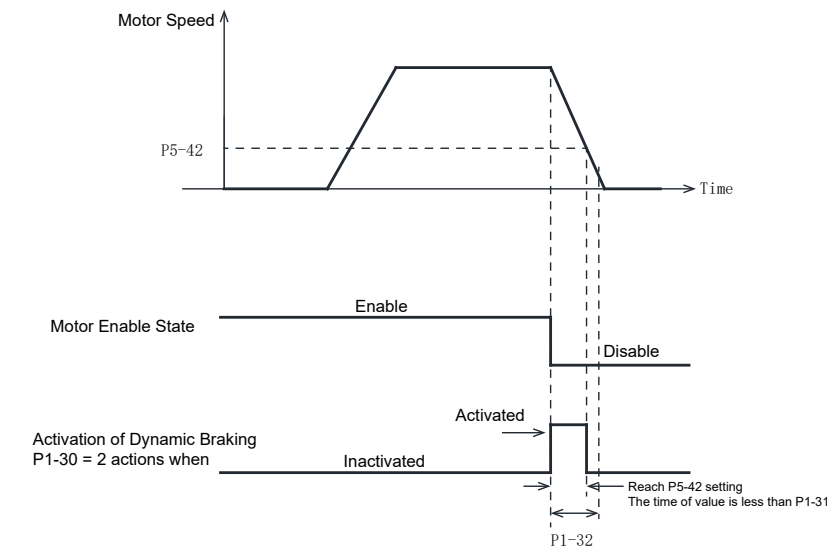 Motor Speed
P5-42
Time
Enable
Motor Enable State
Disable
Activated
Activation of Dynamic Braking
P1-30 = 2 actions when
Inactivated
Reach P5-42 setting
The time of value is less than P1-31
P1-32